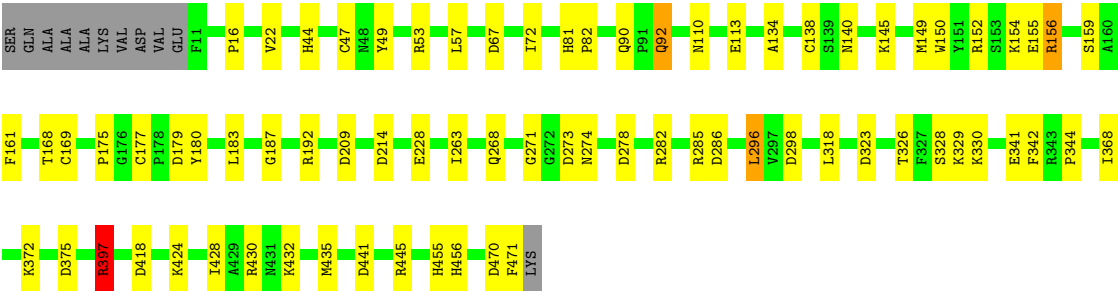 SER GLN ALA ALA ALA LYS VAL ASP VAL GLU F11 P16 V22 H44 C47 N48 Y49 R53 L57 D67 I72 H81 P82 Q90 P91 Q92 N110 E113 A134 C138 S139 N140 K145 M149 W150 Y151 R152 S153 K154 E155 R156 S159 A160
F161 T168 C169 P175 G176 C177 P178 D179 Y180 L183 G187 R192 D209 D214 E228 I263 Q268 G271 G272 D273 N274 D278 R282 R285 D286 L296 V297 D298 L318 D323 T326 F327 S328 K329 K330 E341 F342 R343 P344 I368
K372 D375 R397 D418 K424 I428 A429 R430 N431 K432 M435 D441 R445 H455 H456 D470 F471 LYS